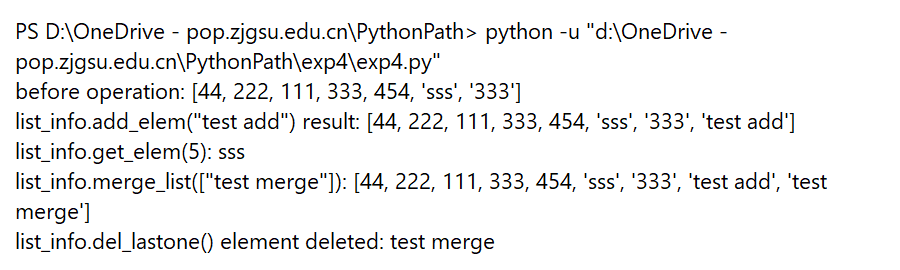 PS D:\OneDrive - pop.zjgsu.edu.cn\PythonPath> python -u "d:\OneDrive -
pop.zjgsu.edu.cn\PythonPath\exp4\exp4.py"
before operation: [44, 222, 111, 333, 454, 'sss', '333']
list_info.add_elem("test add") result: [44, 222, 111, 333, 454, 'sss', '333', 'test add']
list_info.get_elem(5): sss
list_info.merge_list(["test merge"]): [44, 222, 111, 333, 454, 'sss', '333', 'test add', 'test
merge']
list_info.del_lastone() element deleted: test merge